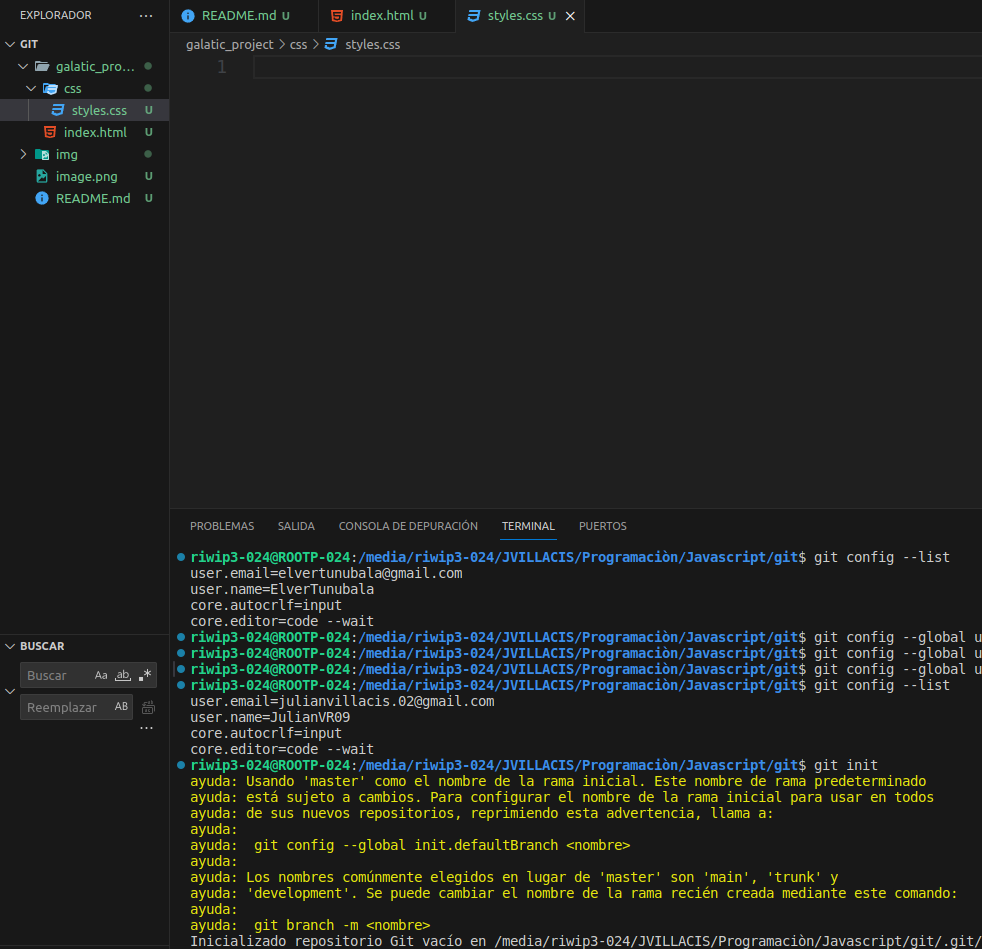 EXPLORADOR ...
GIT
galatic_pro...
css
styles.css U
index.html U
img
image.png U
README.md U
BUSCAR
Buscar Aa ab .*
Reemplazar AB
...
README.md U index.html U styles.css U ×
galatic_project > css > styles.css
1
PROBLEMAS SALIDA CONSOLA DE DEPURACIÓN TERMINAL PUERTOS
riwip3-024@ROOTP-024:/media/riwip3-024/JVILLACIS/Programaciòn/Javascript/git$ git config --list
user.email=elvertunubala@gmail.com
user.name=ElverTunubala
core.autocrlf=input
core.editor=code --wait
riwip3-024@ROOTP-024:/media/riwip3-024/JVILLACIS/Programaciòn/Javascript/git$ git config --global u
riwip3-024@ROOTP-024:/media/riwip3-024/JVILLACIS/Programaciòn/Javascript/git$ git config --global u
riwip3-024@ROOTP-024:/media/riwip3-024/JVILLACIS/Programaciòn/Javascript/git$ git config --global u
riwip3-024@ROOTP-024:/media/riwip3-024/JVILLACIS/Programaciòn/Javascript/git$ git config --list
user.email=julianvillacis.02@gmail.com
user.name=JulianVR09
core.autocrlf=input
core.editor=code --wait
riwip3-024@ROOTP-024:/media/riwip3-024/JVILLACIS/Programaciòn/Javascript/git$ git init
ayuda: Usando 'master' como el nombre de la rama inicial. Este nombre de rama predeterminado
ayuda: está sujeto a cambios. Para configurar el nombre de la rama inicial para usar en todos
ayuda: de sus nuevos repositorios, reprimiendo esta advertencia, llama a:
ayuda:
ayuda:  git config --global init.defaultBranch <nombre>
ayuda:
ayuda: Los nombres comúnmente elegidos en lugar de 'master' son 'main', 'trunk' y
ayuda: 'development'. Se puede cambiar el nombre de la rama recién creada mediante este comando:
ayuda:
ayuda:  git branch -m <nombre>
Inicializado repositorio Git vacío en /media/riwip3-024/JVILLACIS/Programaciòn/Javascript/git/.git/